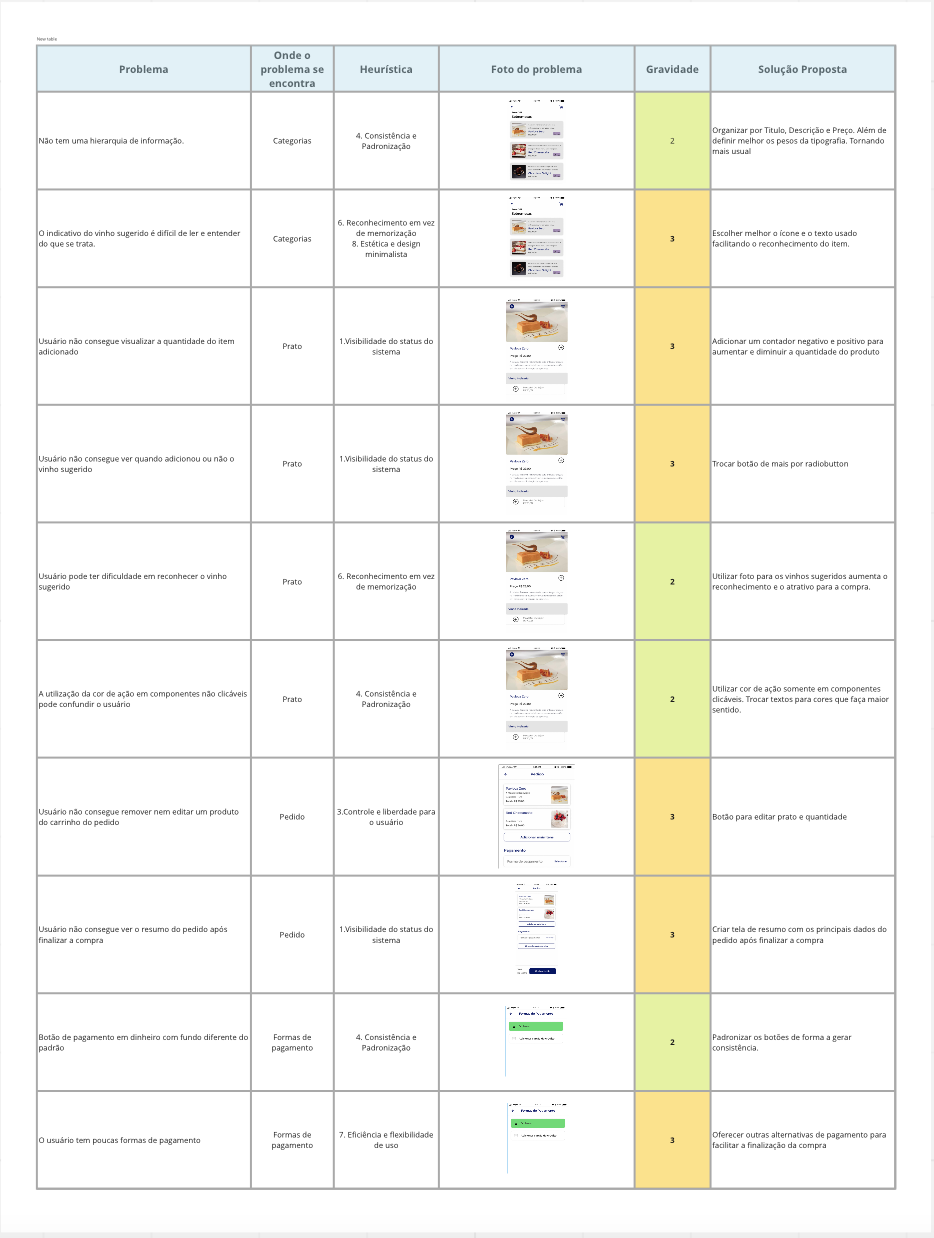 New table
Problema
Onde o
problema se
encontra
Heurística
Foto do problema
Gravidade
Solução Proposta
Não tem uma hierarquia de informação.
Categorias
4. Consistência e
Padronização
2
Organizar por Titulo, Descrição e Preço. Além de
definir melhor os pesos da tipografia. Tornando
mais usual
O indicativo do vinho sugerido é difícil de ler e entender
do que se trata.
Categorias
6. Reconhecimento em vez
de memorização
8. Estética e design
minimalista
3
Escolher melhor o ícone e o texto usado
facilitando o reconhecimento do item.
Usuário não consegue visualizar a quantidade do item
adicionado
Prato
1.Visibilidade do status do
sistema
3
Adicionar um contador negativo e positivo para
aumentar e diminuir a quantidade do produto
Usuário não consegue ver quando adicionou ou não o
vinho sugerido
Prato
1.Visibilidade do status do
sistema
3
Trocar botão de mais por radiobutton
Usuário pode ter dificuldade em reconhecer o vinho
sugerido
Prato
6. Reconhecimento em vez
de memorização
2
Utilizar foto para os vinhos sugeridos aumenta o
reconhecimento e o atrativo para a compra.
A utilização da cor de ação em componentes não clicáveis
pode confundir o usuário
Prato
4. Consistência e
Padronização
2
Utilizar cor de ação somente em componentes
clicáveis. Trocar textos para cores que faça maior
sentido.
Usuário não consegue remover nem editar um produto
do carrinho do pedido
Pedido
3.Controle e liberdade para
o usuário
Pedido
Pagamento
3
Botão para editar prato e quantidade
Usuário não consegue ver o resumo do pedido após
finalizar a compra
Pedido
1.Visibilidade do status do
sistema
3
Criar tela de resumo com os principais dados do
pedido após finalizar a compra
Botão de pagamento em dinheiro com fundo diferente do
padrão
Formas de
pagamento
4. Consistência e
Padronização
2
Padronizar os botões de forma a gerar
consistência.
O usuário tem poucas formas de pagamento
Formas de
pagamento
7. Eficiência e flexibilidade
de uso
3
Oferecer outras alternativas de pagamento para
facilitar a finalização da compra